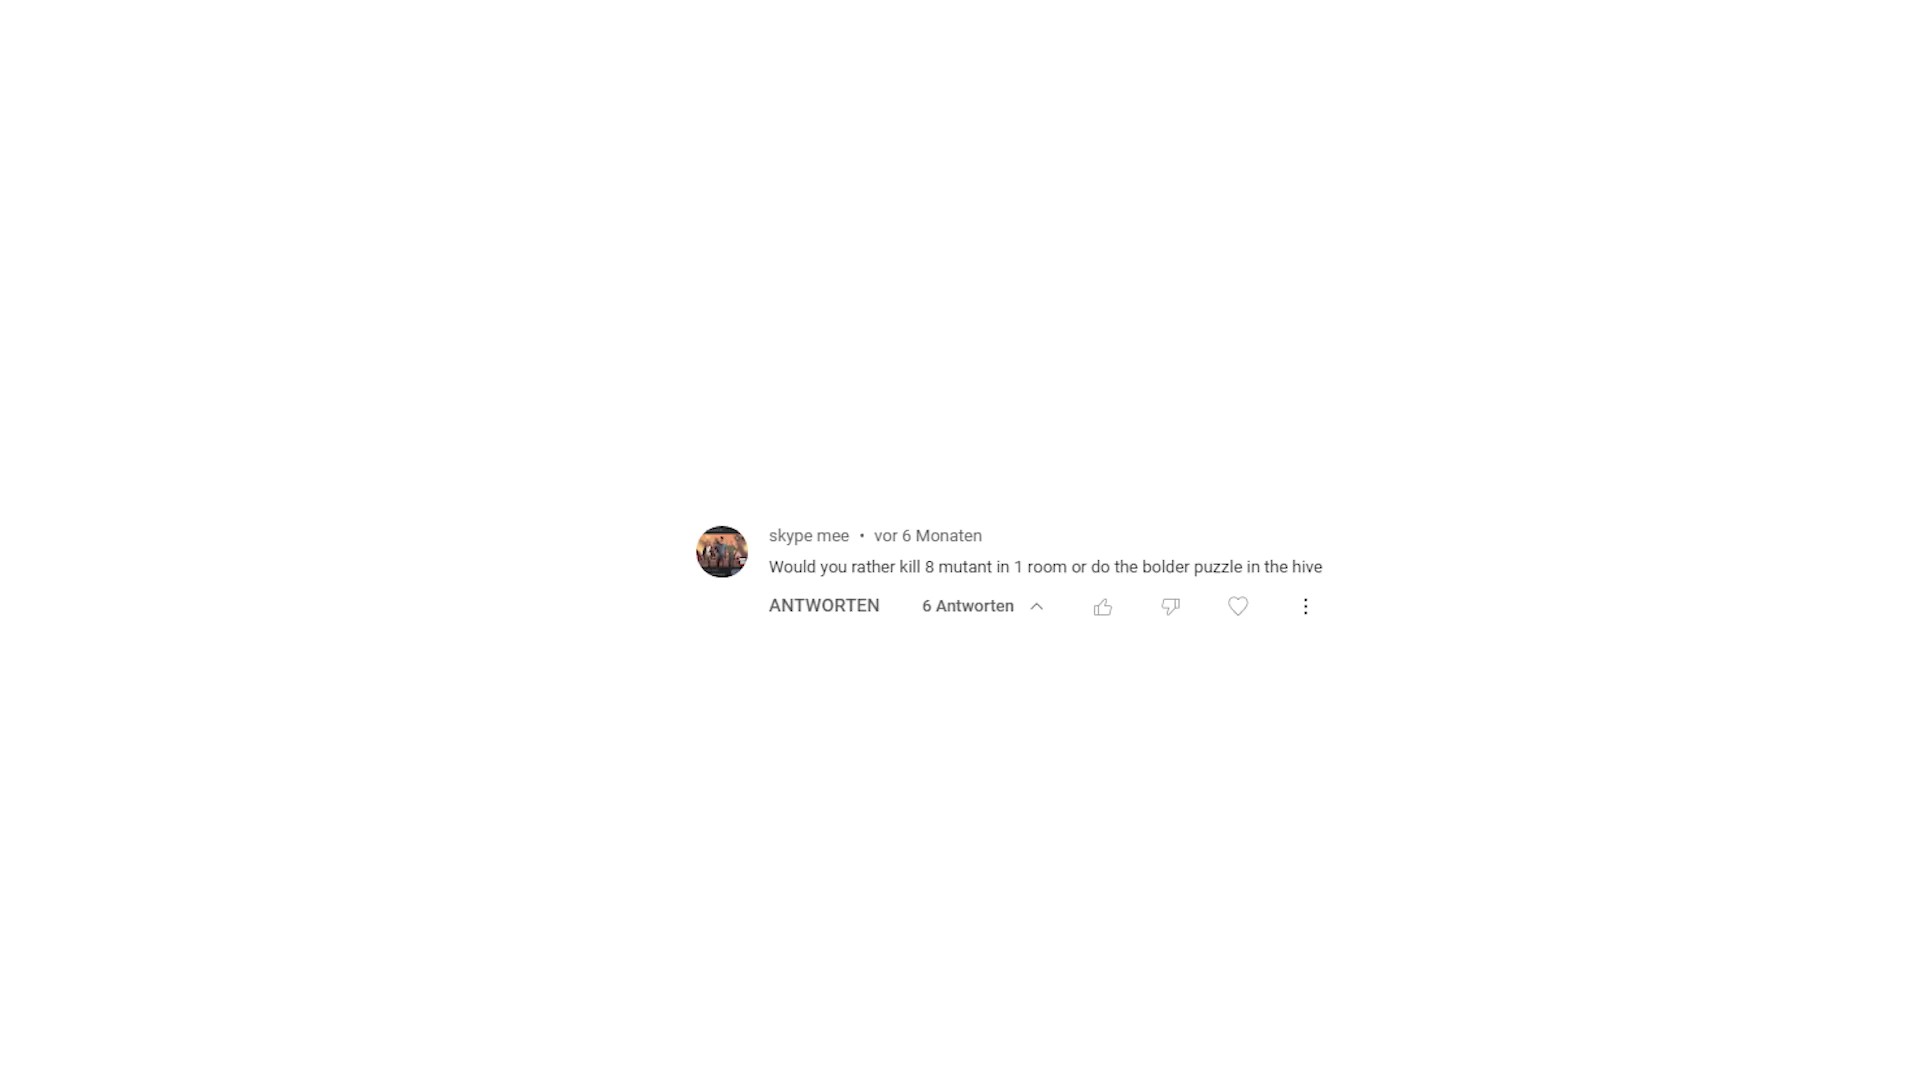 skype mee • vor 6 Monaten
Would you rather kill 8 mutant in 1 room or do the bolder puzzle in the hive
ANTWORTEN 6 Antworten